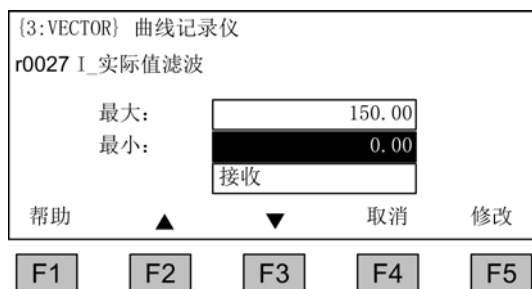 {3:VECTOR} 曲线记录仪
r0027 I_实际值滤波
最大： 150.00
最小： 0.00
接收
帮助 ▲ ▼ 取消 修改
F1 F2 F3 F4 F5